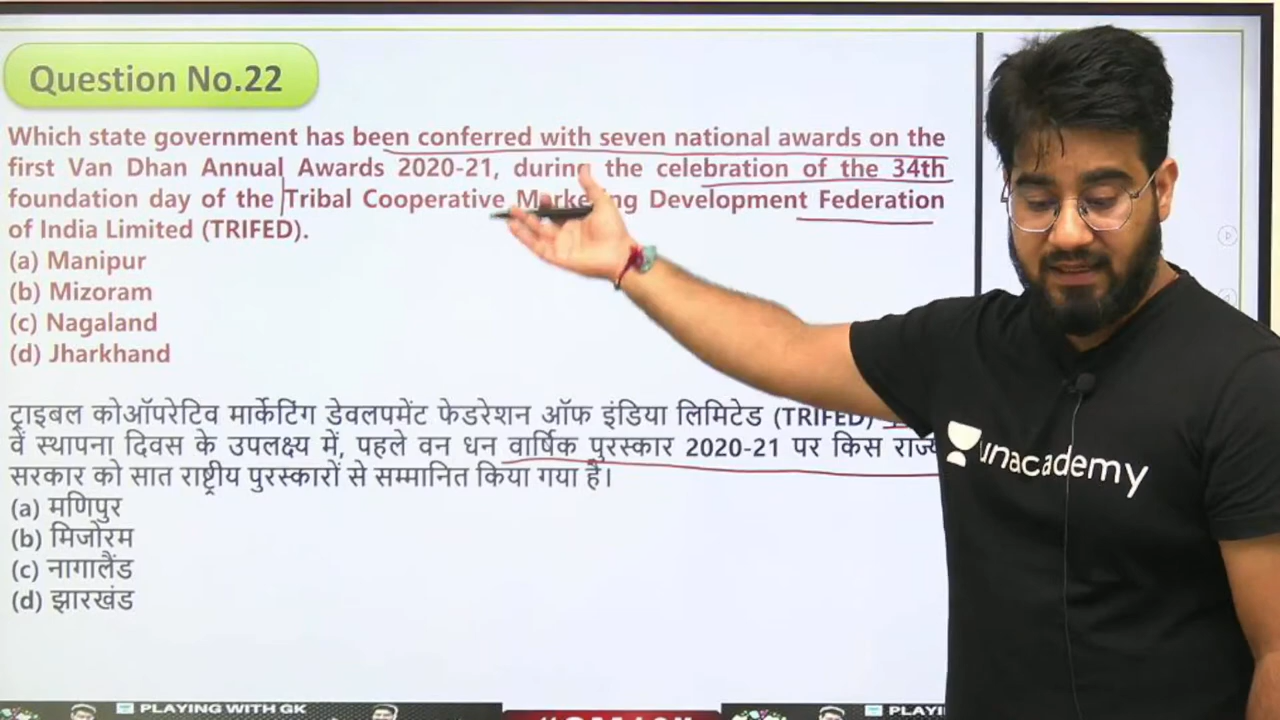 Question No.22
Which state government has been conferred with seven national awards on the
first Van Dhan Annual Awards 2020-21, during the celebration of the 34th
foundation day of the Tribal Cooperative Development Federation
of India Limited (TRIFED).
(a) Manipur
(b) Mizoram
(c) Nagaland
(d) Jharkhand
ट्राइबल कोऑपरेटिव मार्केटिंग डेवलपमेंट फेडरेशन ऑफ इंडिया लिमिटेड (TRIFED)
वें स्थापना दिवस के उपलक्ष्य में, पहले वन धन वार्षिक पुरस्कार 2020-21 पर किस राज्य
सरकार को सात राष्ट्रीय पुरस्कारों से सम्मानित किया गया है।
(a) मणिपुर
(b) मिजोरम
(c) नागालैंड
(d) झारखंड
unacademy
PLAYING WITH GK